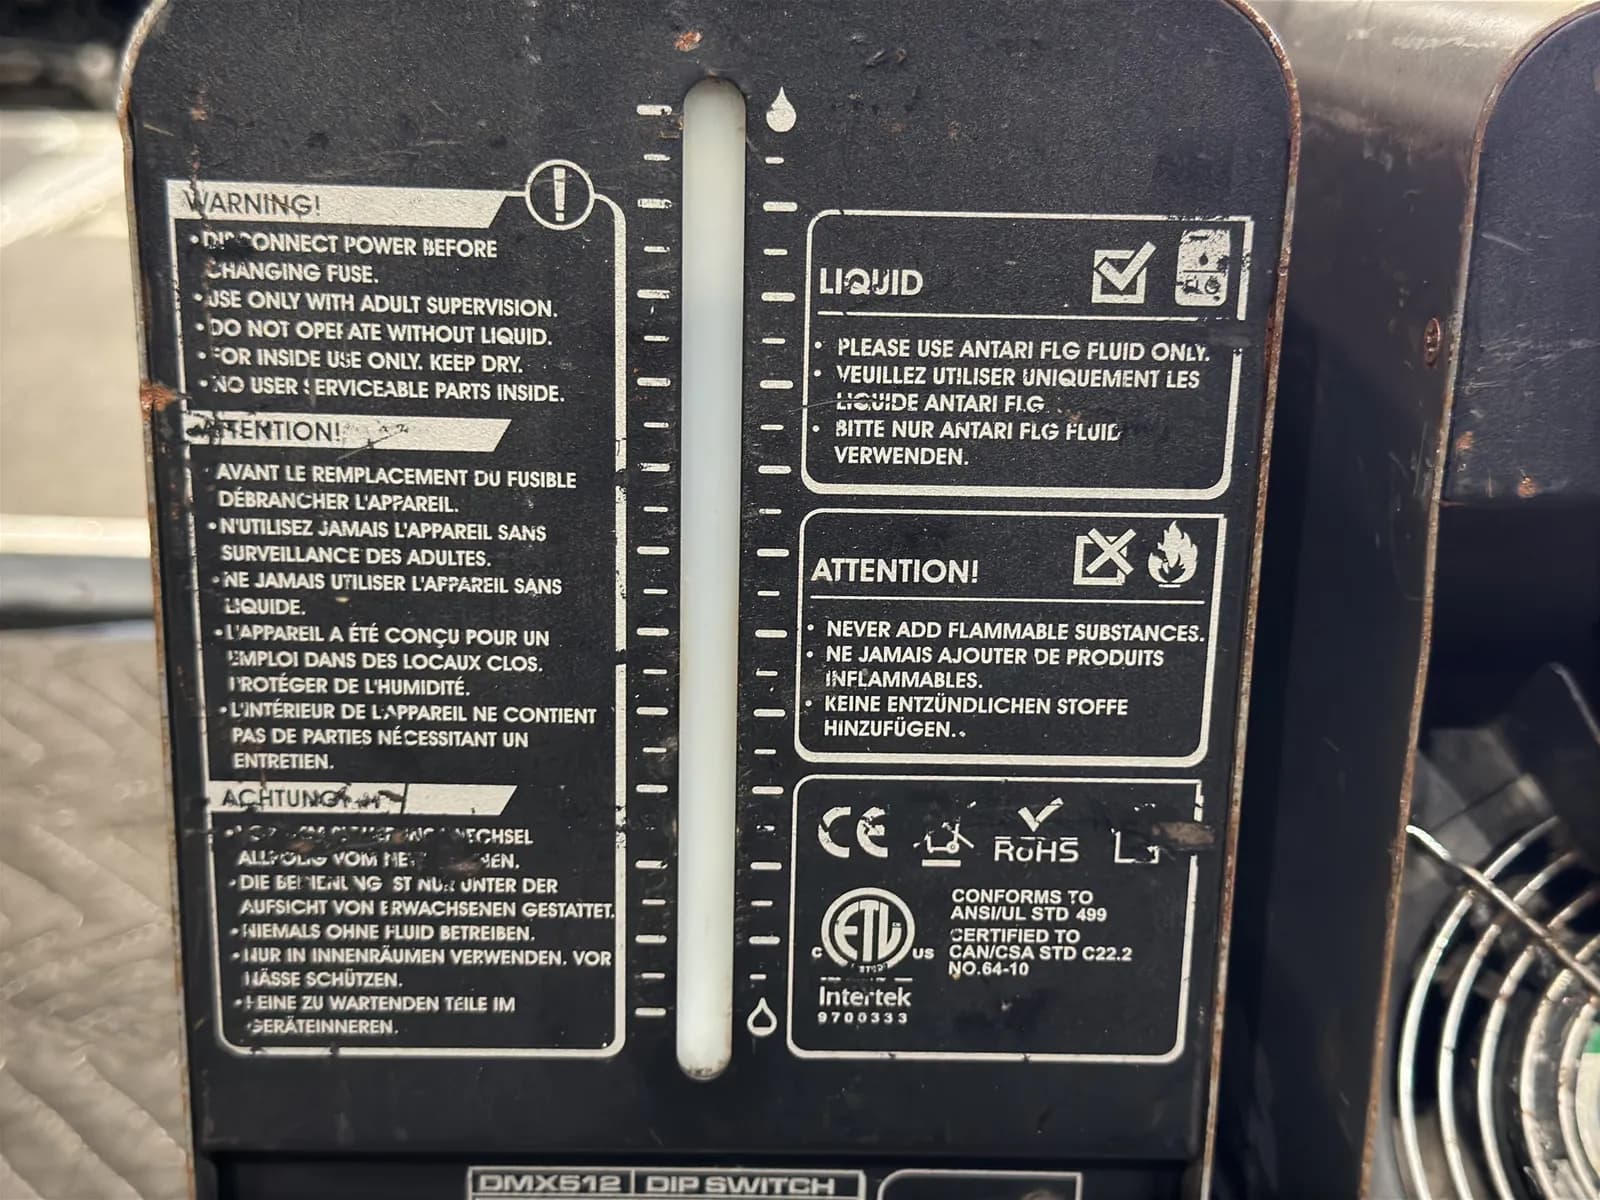 WARNING!
• DISCONNECT POWER BEFORE
CHANGING FUSE.
• USE ONLY WITH ADULT SUPERVISION.
• DO NOT OPERATE WITHOUT LIQUID.
• FOR INSIDE USE ONLY. KEEP DRY.
• NO USER SERVICEABLE PARTS INSIDE.
ATTENTION!
AVANT LE REMPLACEMENT DU FUSIBLE
DÉBRANCHER L'APPAREIL.
• N'UTILISEZ JAMAIS L'APPAREIL SANS
SURVEILLANCE DES ADULTES.
• NE JAMAIS UTILISER L'APPAREIL SANS
LIQUIDE.
• L'APPAREIL A ÉTÉ CONÇU POUR UN
EMPLOI DANS DES LOCAUX CLOS.
PROTÉGER DE L'HUMIDITÉ.
• L'INTÉRIEUR DE L'APPAREIL NE CONTIENT
PAS DE PARTIES NÉCESSITANT UN
ENTRETIEN.
ACHTUNG!
ALLPOLIG VOM
• DIE BEDIENUNG IST NUR UNTER DER
AUFSICHT VON ERWACHSENEN GESTATTET.
• NIEMALS OHNE FLUID BETREIBEN.
• NUR IN INNENRÄUMEN VERWENDEN. VOR
NÄSSE SCHÜTZEN.
• KEINE ZU WARTENDEN TEILE IM
GERÄTEINNEREN.
LIQUID
• PLEASE USE ANTARI FLG FLUID ONLY.
• VEUILLEZ UTILISER UNIQUEMENT LES
LIQUIDE ANTARI FLG
• BITTE NUR ANTARI FLG FLUID
VERWENDEN.
ATTENTION!
• NEVER ADD FLAMMABLE SUBSTANCES.
• NE JAMAIS AJOUTER DE PRODUITS
INFLAMMABLES.
• KEINE ENTZÜNDLICHEN STOFFE
HINZUFÜGEN..
CE
RoHS
ETL
C US
Intertek
9700333
CONFORMS TO
ANSI/UL STD 499
CERTIFIED TO
CAN/CSA STD C22.2
NO.64-10
DMX512 DIP SWITCH